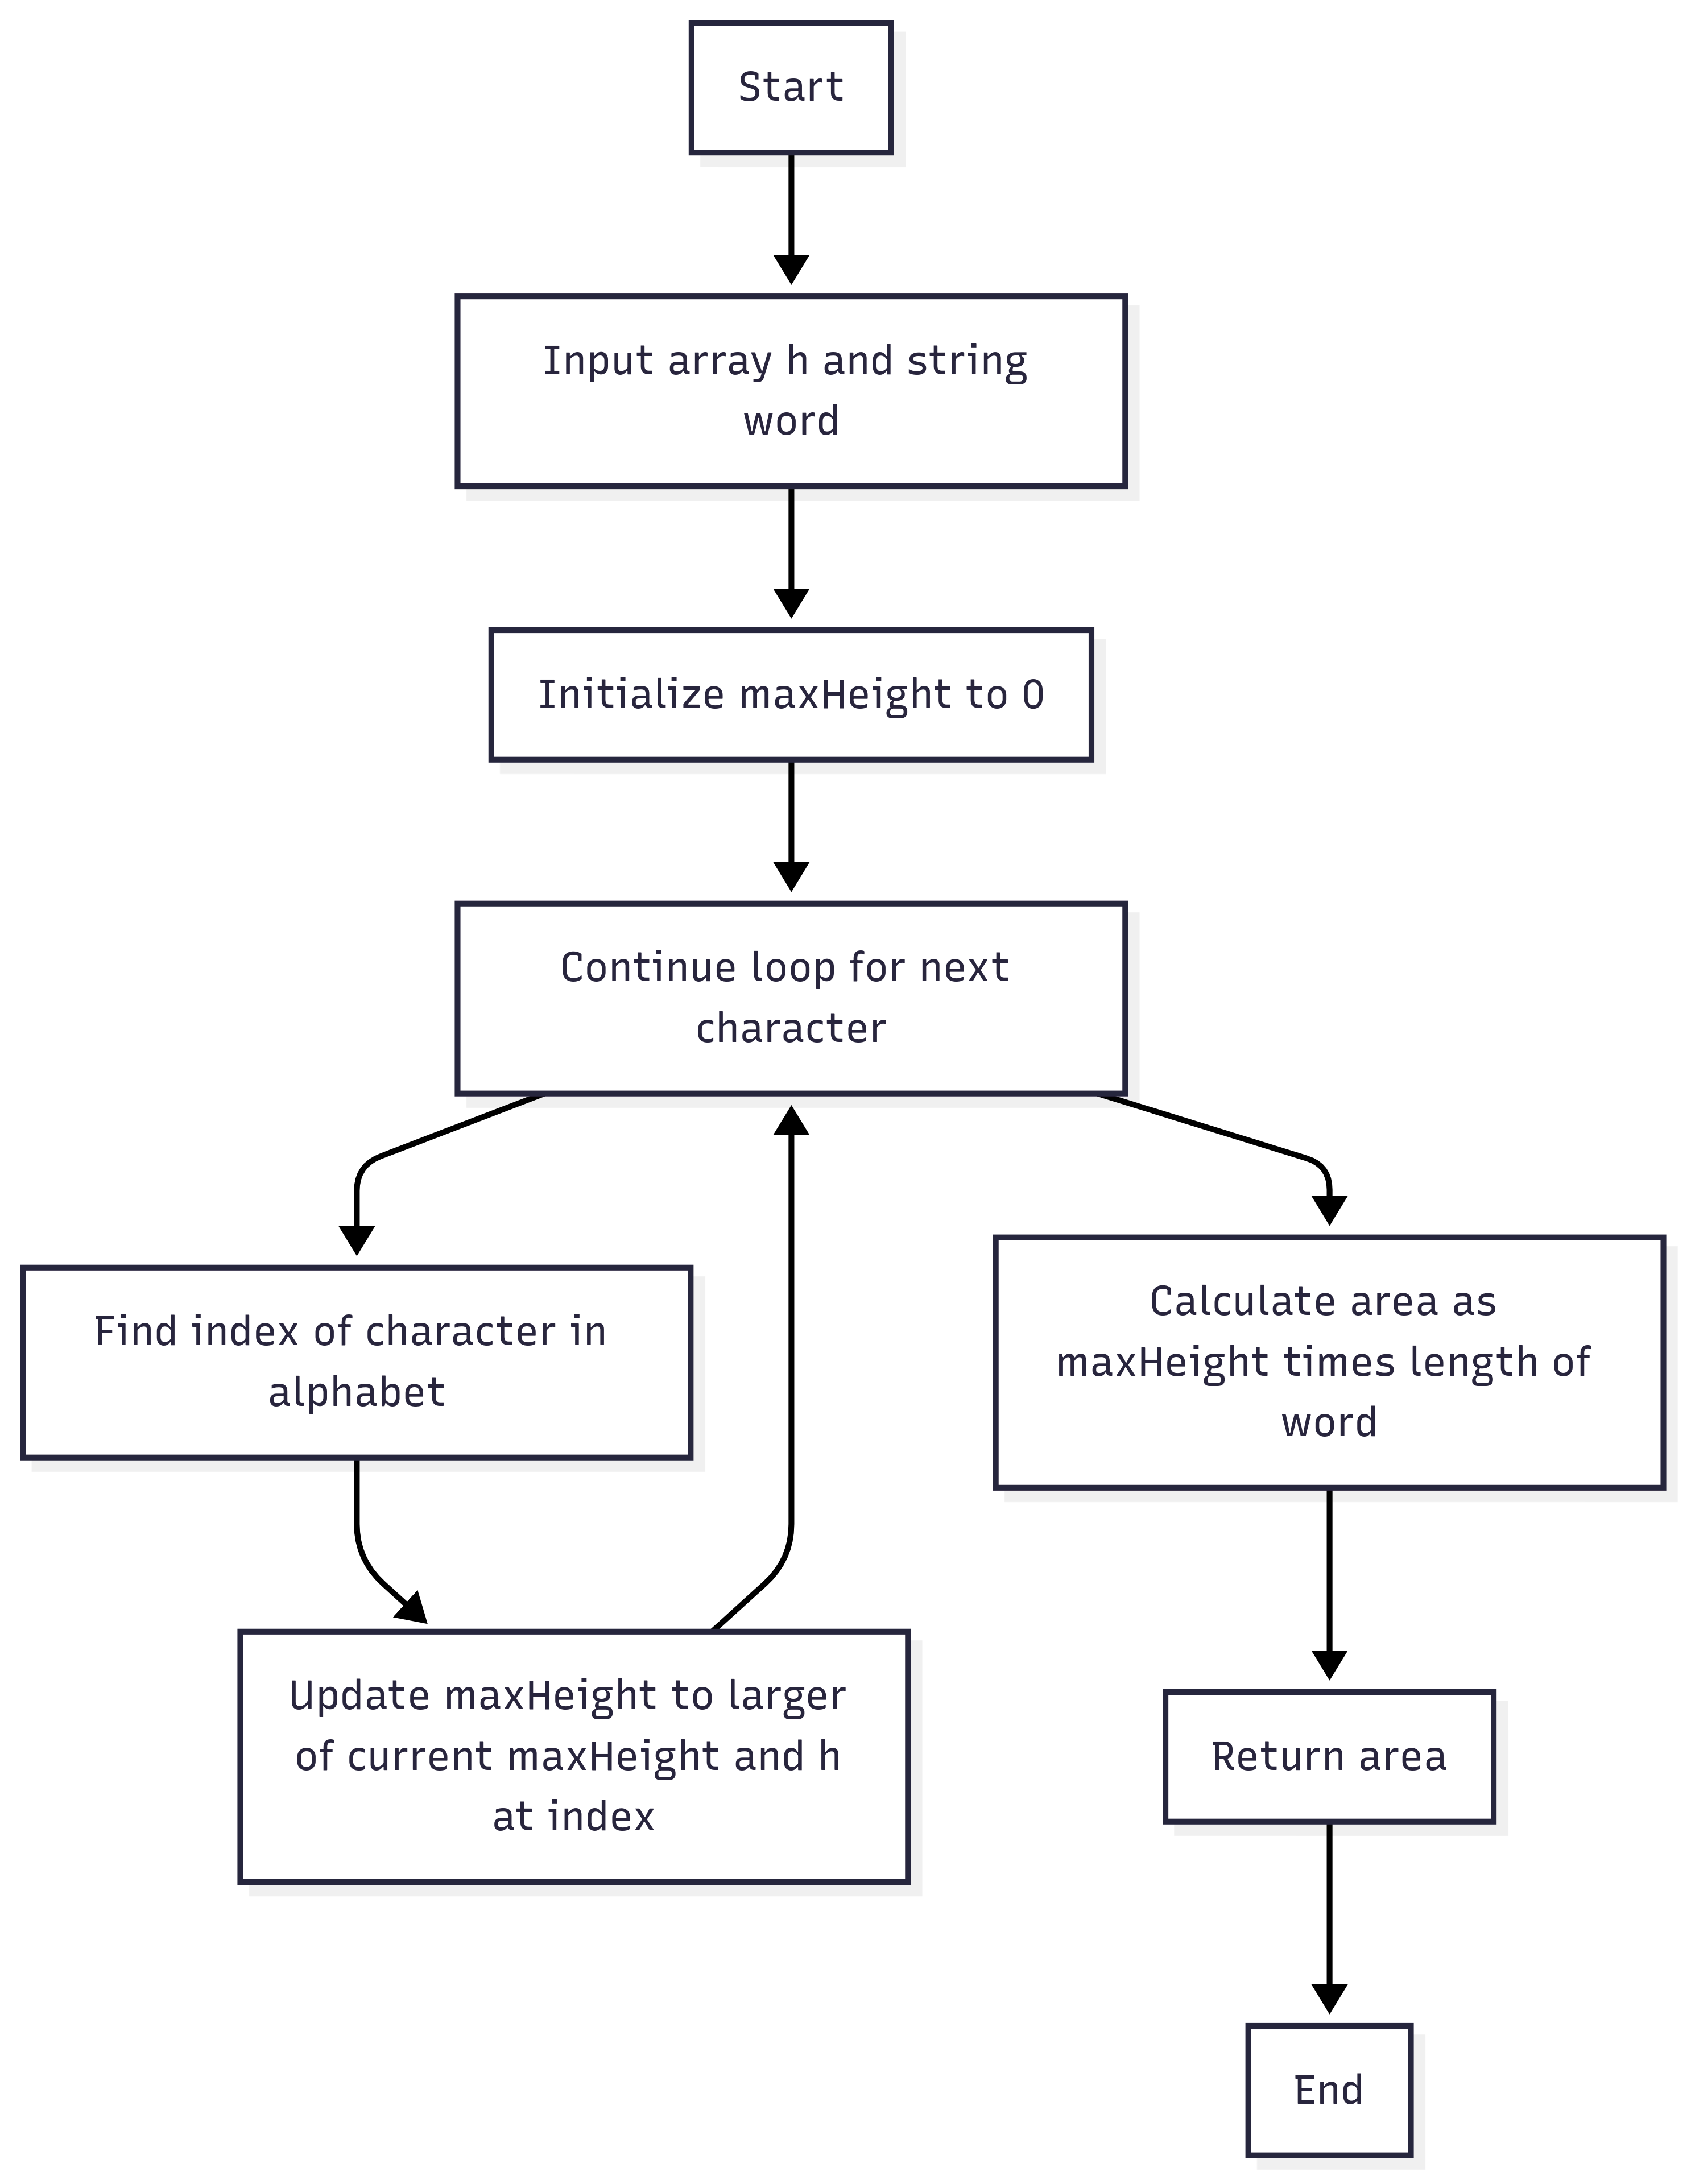 Start
Input array h and string
word
Initialize maxHeight to 0
Continue loop for next
character
Find index of character in
alphabet
Calculate area as
maxHeight times length of
word
Update maxHeight to larger
of current maxHeight and h
at index
Return area
End